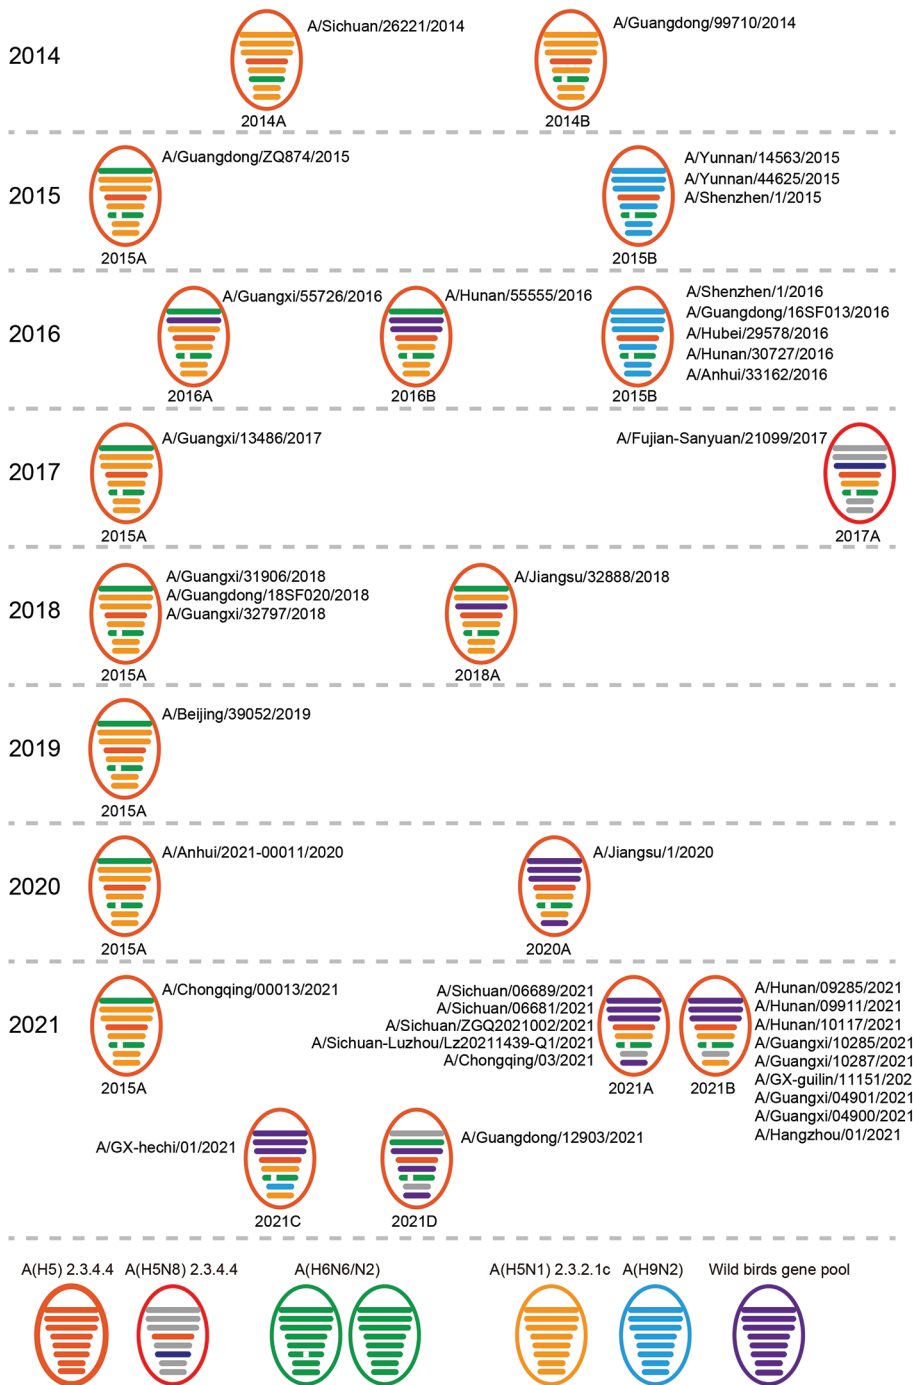 2014
A/Sichuan/26221/2014
A/Guangdong/99710/2014
2014A
2014B
2015
A/Guangdong/ZQ874/2015
A/Yunnan/14563/2015
A/Yunnan/44625/2015
A/Shenzhen/1/2015
2015A
2015B
2016
A/Guangxi/55726/2016
A/Hunan/55555/2016
A/Shenzhen/1/2016
A/Guangdong/16SF013/2016
A/Hubei/29578/2016
A/Hunan/30727/2016
A/Anhui/33162/2016
2016A
2016B
2015B
2017
A/Guangxi/13486/2017
A/Fujian-Sanyuan/21099/2017
2015A
2017A
2018
A/Guangxi/31906/2018
A/Guangdong/18SF020/2018
A/Guangxi/32797/2018
A/Jiangsu/32888/2018
2015A
2018A
2019
A/Beijing/39052/2019
2015A
2020
A/Anhui/2021-00011/2020
A/Jiangsu/1/2020
2015A
2020A
2021
A/Chongqing/00013/2021
2015A
A/Sichuan/06689/2021
A/Sichuan/06681/2021
A/Sichuan/ZGQ2021002/2021
A/Sichuan-Luzhou/Lz20211439-Q1/2021
A/Chongqing/03/2021
2021A
2021B
A/Hunan/09285/2021
A/Hunan/09911/2021
A/Hunan/10117/2021
A/Guangxi/10285/2021
A/Guangxi/10287/2021
A/GX-guilin/11151/202
A/Guangxi/04901/2021
A/Guangxi/04900/2021
A/Hangzhou/01/2021
A/GX-hechi/01/2021
A/Guangdong/12903/2021
2021C
2021D
A(H5) 2.3.4.4
A(H5N8) 2.3.4.4
A(H6N6/N2)
A(H5N1) 2.3.2.1c
A(H9N2)
Wild birds gene pool